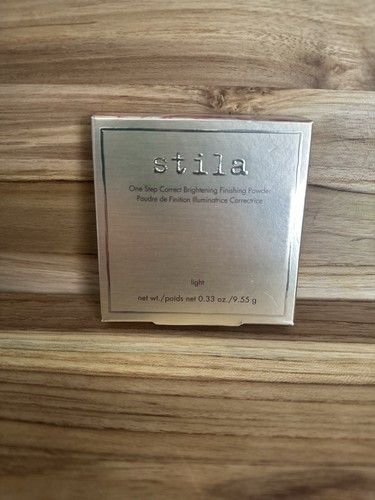 stila
One Step Correct Brightening Finishing Powder
Poudre de Finition Illuminatrice Correctrice
light
net wt./poids net 0.33 oz./9.55 g